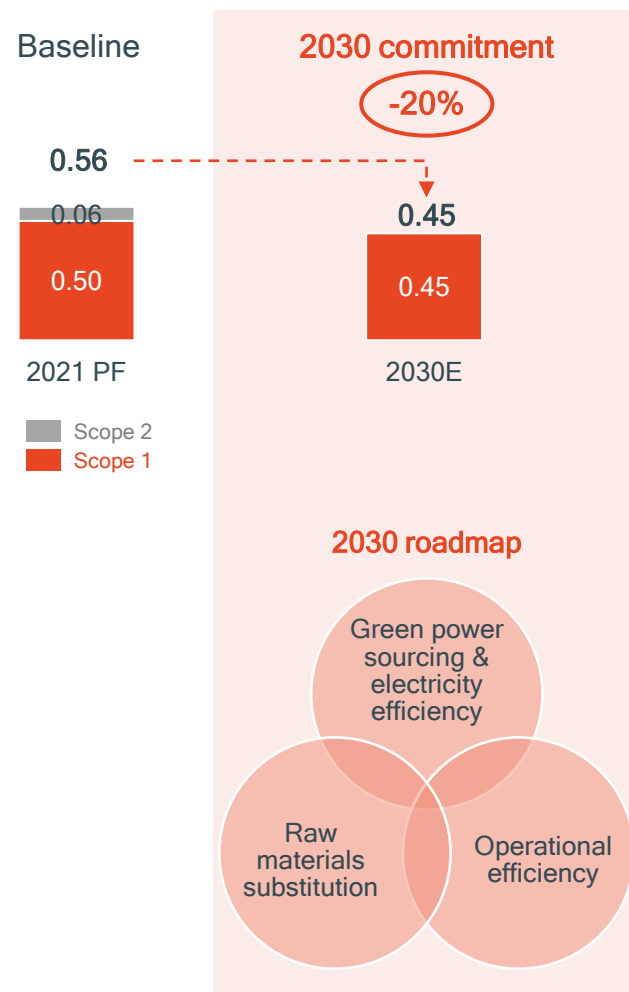 Baseline
2030 commitment
-20%
0.56
0.06
0.50
0.45
0.45
2021 PF
2030E
Scope 2
Scope 1
2030 roadmap
Green power
sourcing &
electricity
efficiency
Raw
materials
substitution
Operational
efficiency